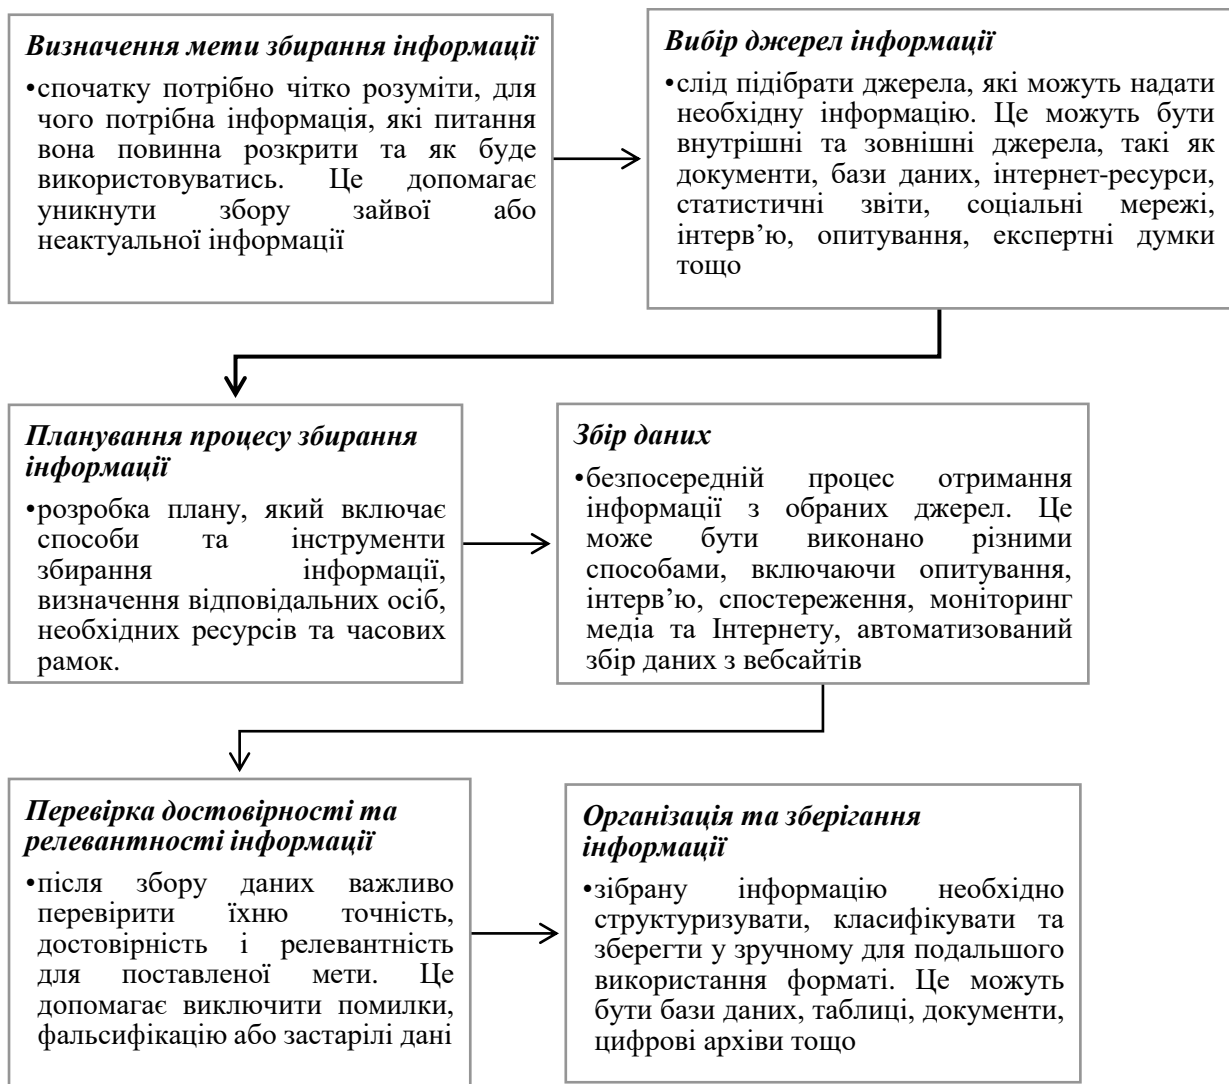 Визначення мети збирання інформації
•спочатку потрібно чітко розуміти, для
чого потрібна інформація, які питання
вона повинна розкрити та як буде
використовуватись. Це допомагає
уникнути збору зайвої або
неактуальної інформації
Вибір джерел інформації
•слід підібрати джерела, які можуть надати
необхідну інформацію. Це можуть бути
внутрішні та зовнішні джерела, такі як
документи, бази даних, інтернет-ресурси,
статистичні звіти, соціальні мережі,
інтерв’ю, опитування, експертні думки
тощо
Планування процесу збирання
інформації
•розробка плану, який включає
способи та інструменти
збирання інформації,
визначення відповідальних осіб,
необхідних ресурсів та часових
рамок.
Збір даних
•безпосередній процес отримання
інформації з обраних джерел. Це
може бути виконано різними
способами, включаючи опитування,
інтерв’ю, спостереження, моніторинг
медіа та Інтернету, автоматизований
збір даних з вебсайтів
Перевірка достовірності та
релевантності інформації
•після збору даних важливо
перевірити їхню точність,
достовірність і релевантність
для поставленої мети. Це
допомагає виключити помилки,
фальсифікацію або застарілі дані
Організація та зберігання
інформації
•зібрану інформацію необхідно
структуризувати, класифікувати та
зберегти у зручному для подальшого
використання форматі. Це можуть
бути бази даних, таблиці, документи,
цифрові архіви тощо